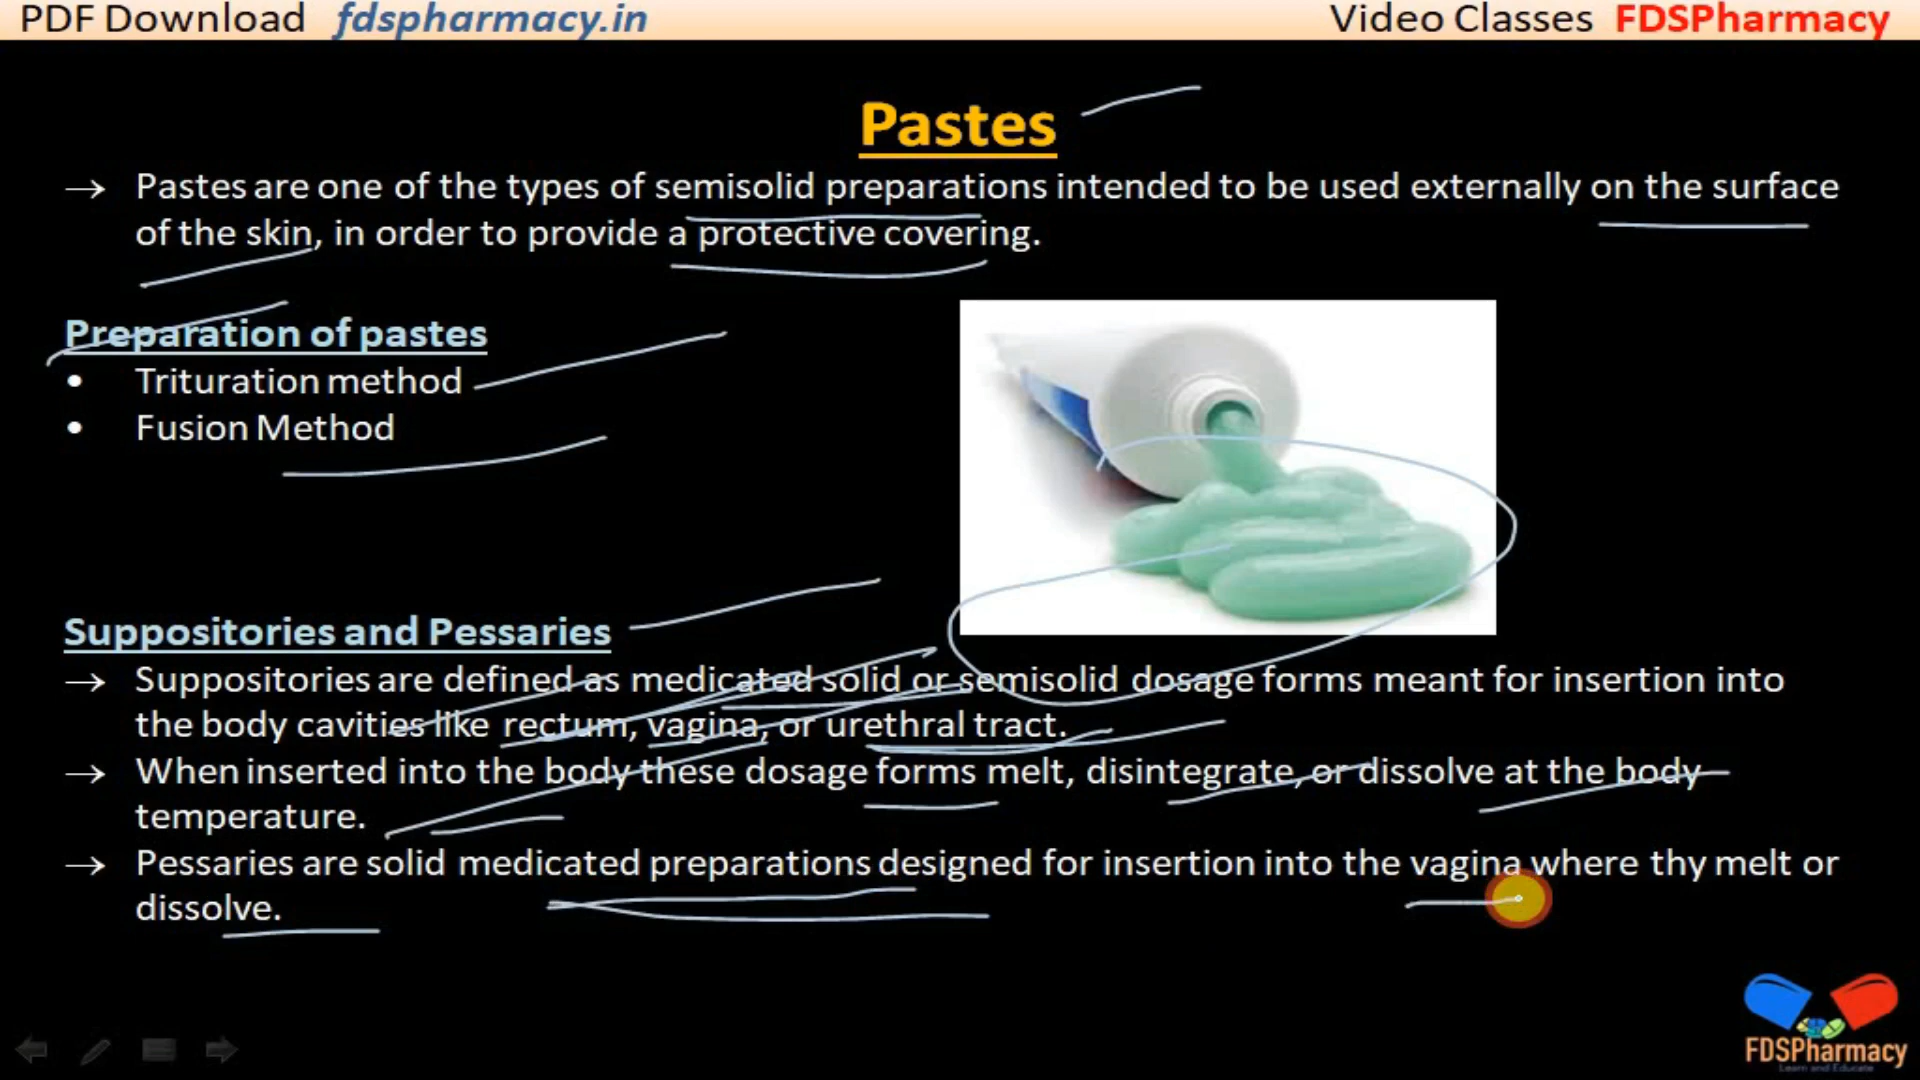 PDF Download fdspharmacy.in Video Classes FDSPharmacy
Pastes
→ Pastes are one of the types of semisolid preparations intended to be used externally on the surface
of the skin, in order to provide a protective covering.
Preparation of pastes
• Trituration method
• Fusion Method
Suppositories and Pessaries
→ Suppositories are defined as medicated solid or semisolid dosage forms meant for insertion into
the body cavities like rectum, vagina, or urethral tract.
→ When inserted into the body these dosage forms melt, disintegrate, or dissolve at the body
temperature.
→ Pessaries are solid medicated preparations designed for insertion into the vagina where thy melt or
dissolve.
FDSPharmacy
Learn and Educate